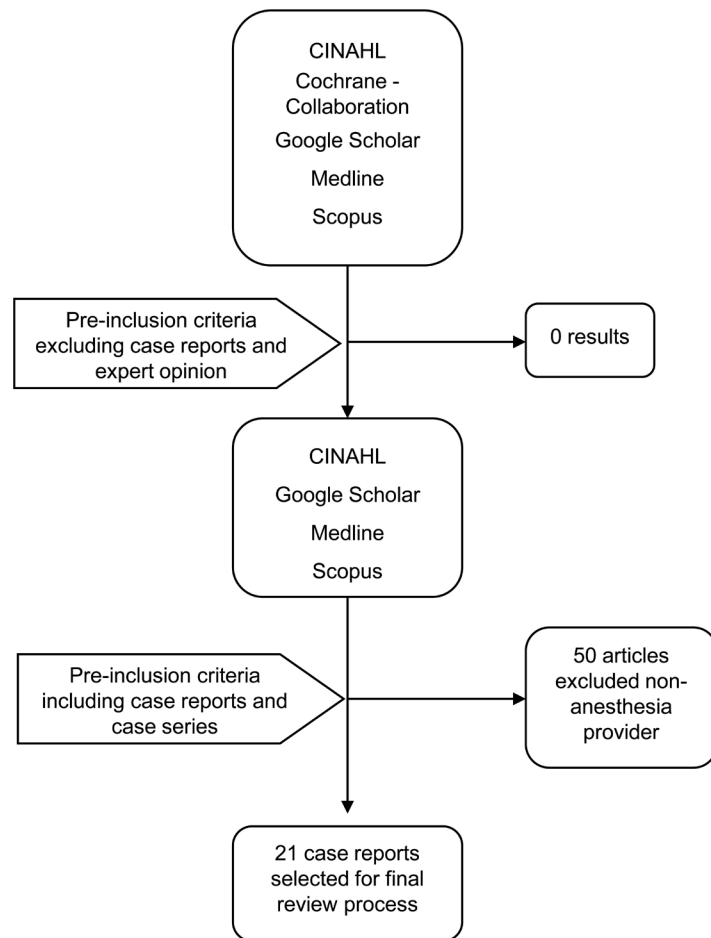 CINAHL
Cochrane -
Collaboration
Google Scholar
Medline
Scopus
Pre-inclusion criteria
excluding case reports and
expert opinion
0 results
CINAHL
Google Scholar
Medline
Scopus
Pre-inclusion criteria
including case reports and
case series
50 articles
excluded non-
anesthesia
provider
21 case reports
selected for final
review process